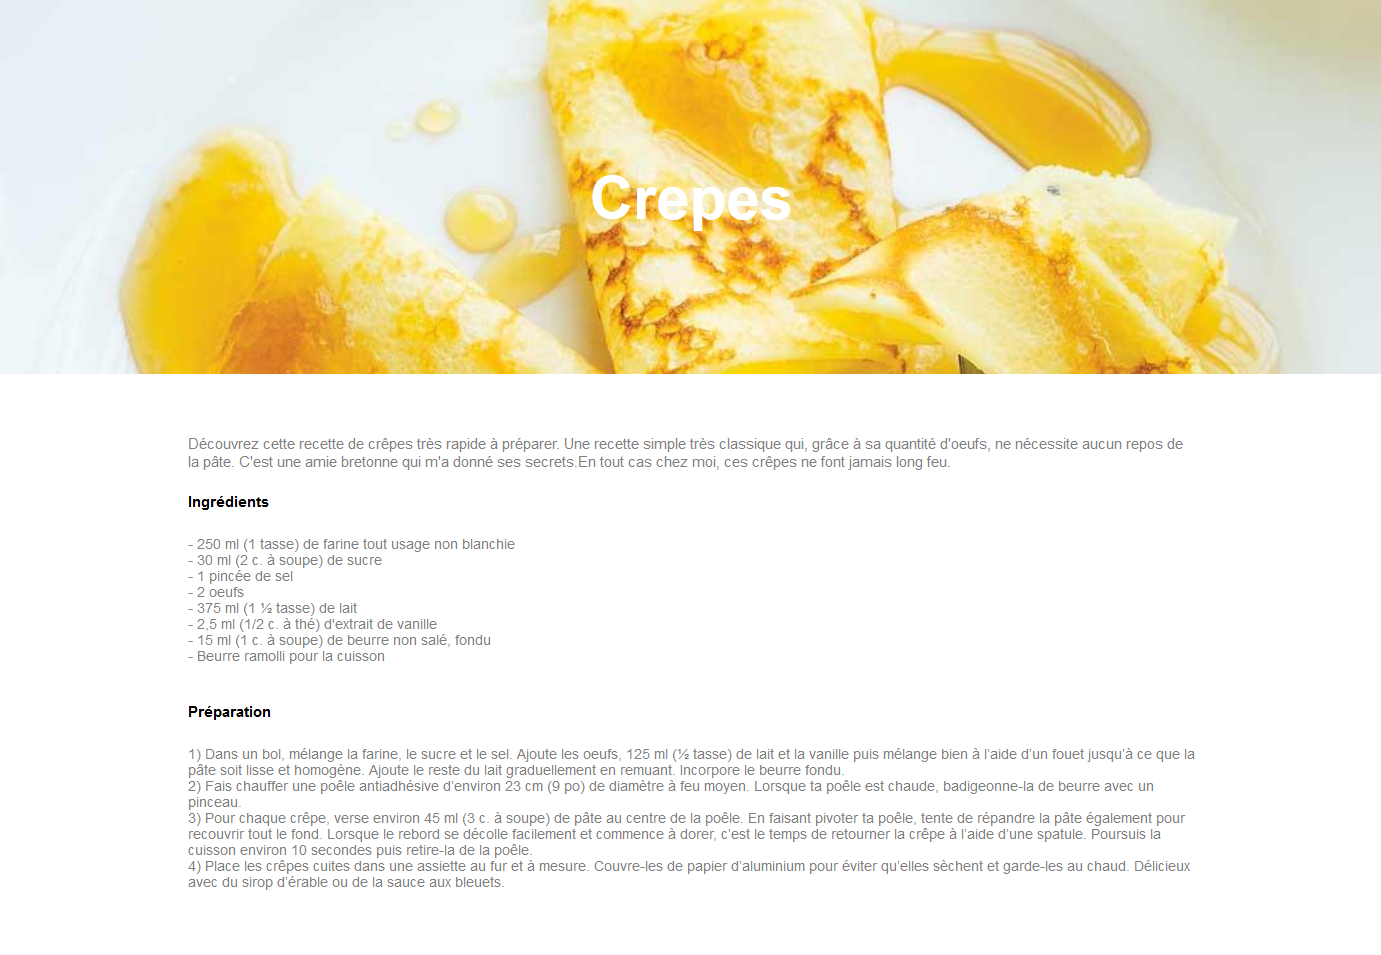 Crepes
Découvrez cette recette de crêpes très rapide à préparer. Une recette simple très classique qui, grâce à sa quantité d'oeufs, ne nécessite aucun repos de
la pâte. C'est une amie bretonne qui m'a donné ses secrets.En tout cas chez moi, ces crêpes ne font jamais long feu.
Ingrédients
- 250 ml (1 tasse) de farine tout usage non blanchie
- 30 ml (2 c. à soupe) de sucre
- 1 pincée de sel
- 2 oeufs
- 375 ml (1 ½ tasse) de lait
- 2,5 ml (1/2 c. à thé) d'extrait de vanille
- 15 ml (1 c. à soupe) de beurre non salé, fondu
- Beurre ramolli pour la cuisson
Préparation
1) Dans un bol, mélange la farine, le sucre et le sel. Ajoute les oeufs, 125 ml (½ tasse) de lait et la vanille puis mélange bien à l’aide d’un fouet jusqu’à ce que la
pâte soit lisse et homogène. Ajoute le reste du lait graduellement en remuant. Incorpore le beurre fondu.
2) Fais chauffer une poêle antiadhésive d’environ 23 cm (9 po) de diamètre à feu moyen. Lorsque ta poêle est chaude, badigeonne-la de beurre avec un
pinceau.
3) Pour chaque crêpe, verse environ 45 ml (3 c. à soupe) de pâte au centre de la poêle. En faisant pivoter ta poêle, tente de répandre la pâte également pour
recouvrir tout le fond. Lorsque le rebord se décolle facilement et commence à dorer, c’est le temps de retourner la crêpe à l’aide d’une spatule. Poursuis la
cuisson environ 10 secondes puis retire-la de la poêle.
4) Place les crêpes cuites dans une assiette au fur et à mesure. Couvre-les de papier d’aluminium pour éviter qu’elles sèchent et garde-les au chaud. Délicieux
avec du sirop d’érable ou de la sauce aux bleuets.